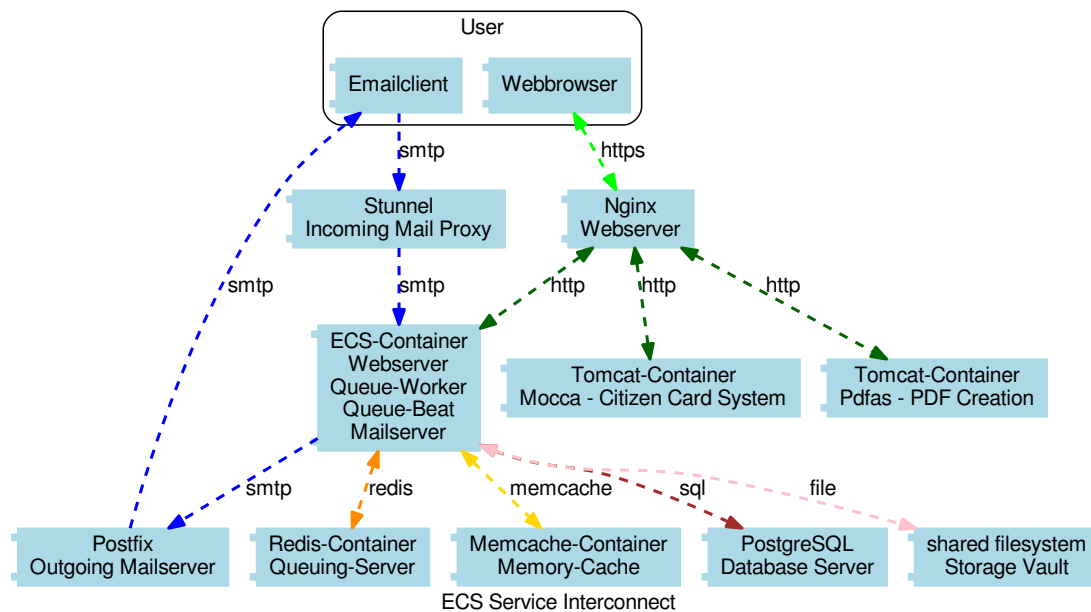 User
Emailclient
Webbrowser
smtp
https
Stunnel
Incoming Mail Proxy
Nginx
Webserver
smtp
smtp
http
http
http
ECS-Container
Webserver
Queue-Worker
Queue-Beat
Mailserver
Tomcat-Container
Mocca - Citizen Card System
Tomcat-Container
Pdfas - PDF Creation
smtp
redis
memcache
sql
file
Postfix
Outgoing Mailserver
Redis-Container
Queuing-Server
Memcache-Container
Memory-Cache
PostgreSQL
Database Server
shared filesystem
Storage Vault
ECS Service Interconnect